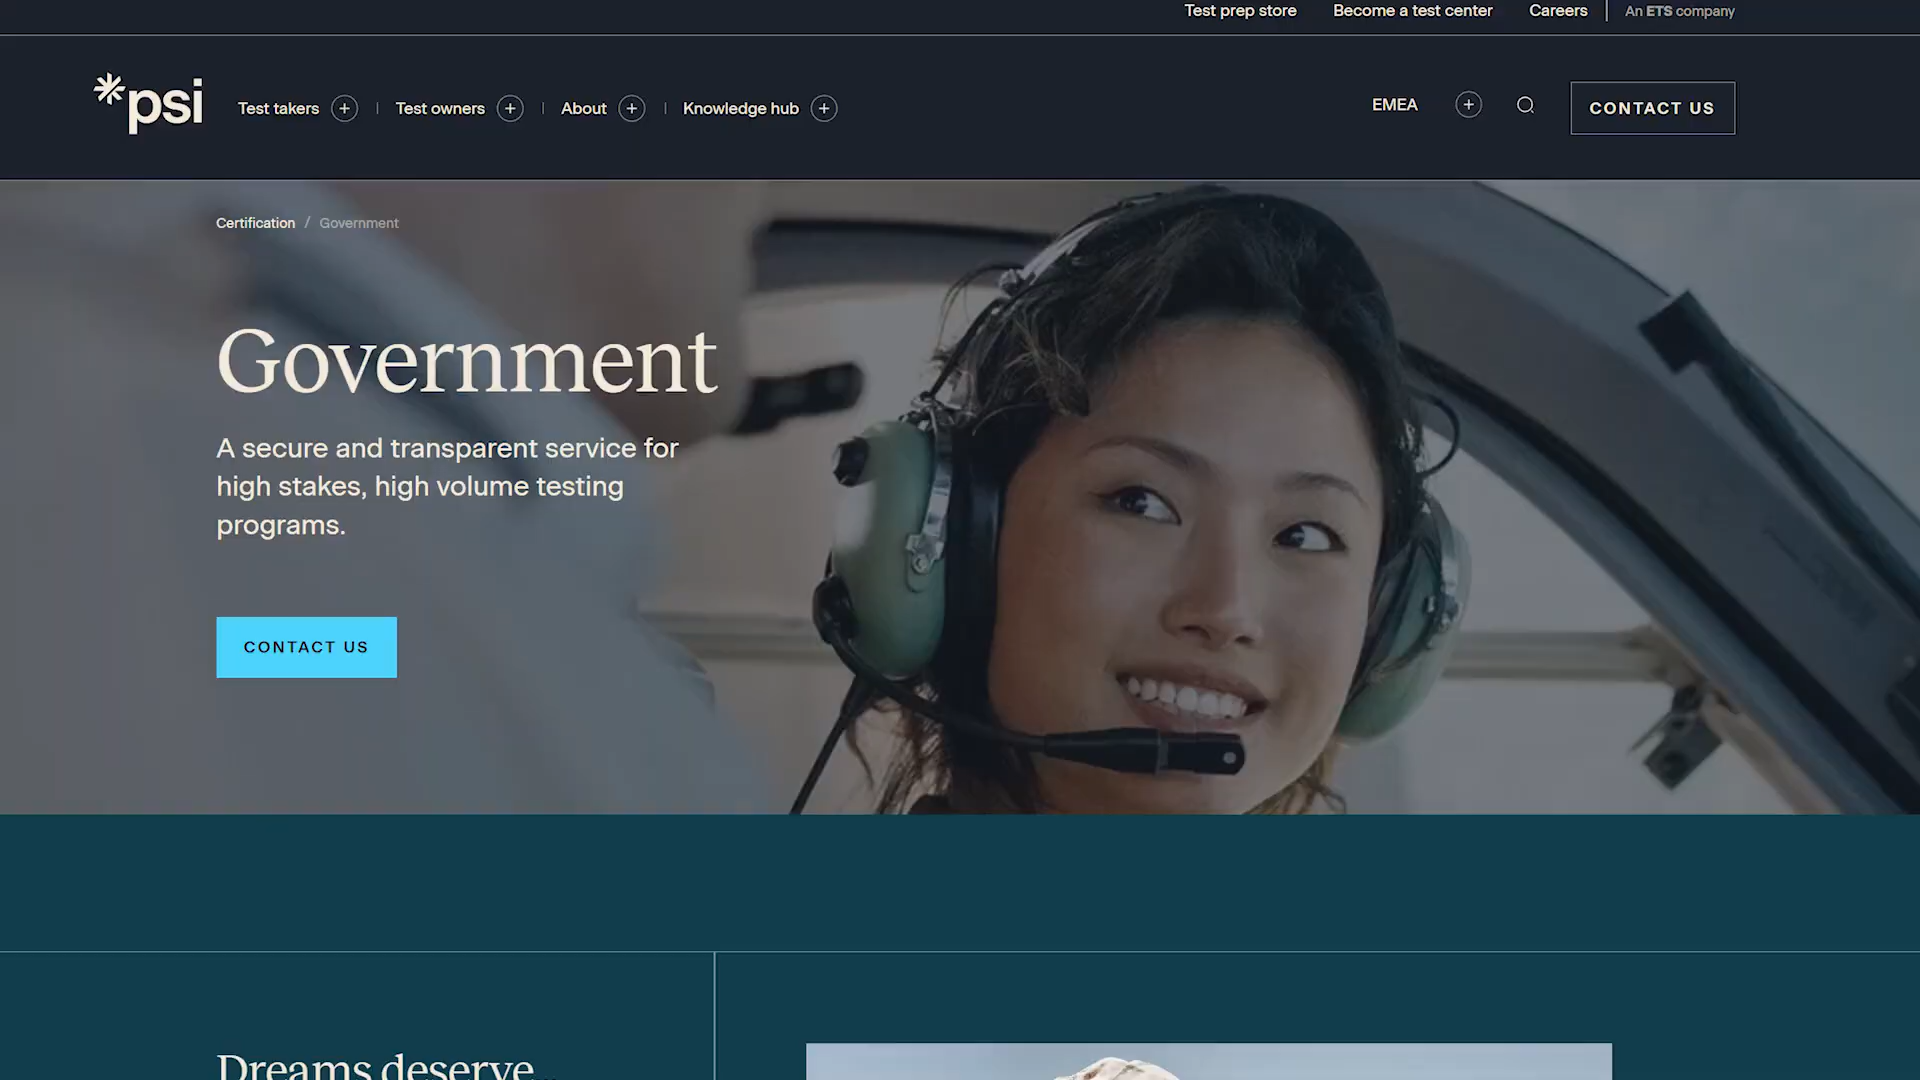 Test prep store
Become a test center
Careers
An ETS company
*psi
Test takers
Test owners
About
Knowledge hub
EMEA
CONTACT US
Certification / Government
Government
A secure and transparent service for
high stakes, high volume testing
programs.
CONTACT US
Dreams deserve